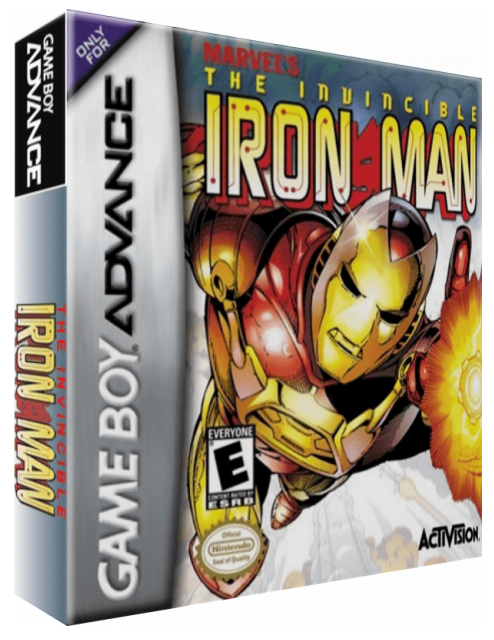 GAME BOY
ADVANCE
THE INVINCIBLE
IRON MAN
ONLY
FOR
GAME BOY ADVANCE
MARVEL'S
THE INVINCIBLE
IRON MAN
EVERYONE
E
CONTENT RATED BY
ESRB
Official
Nintendo
Seal of Quality
ACTIVISION